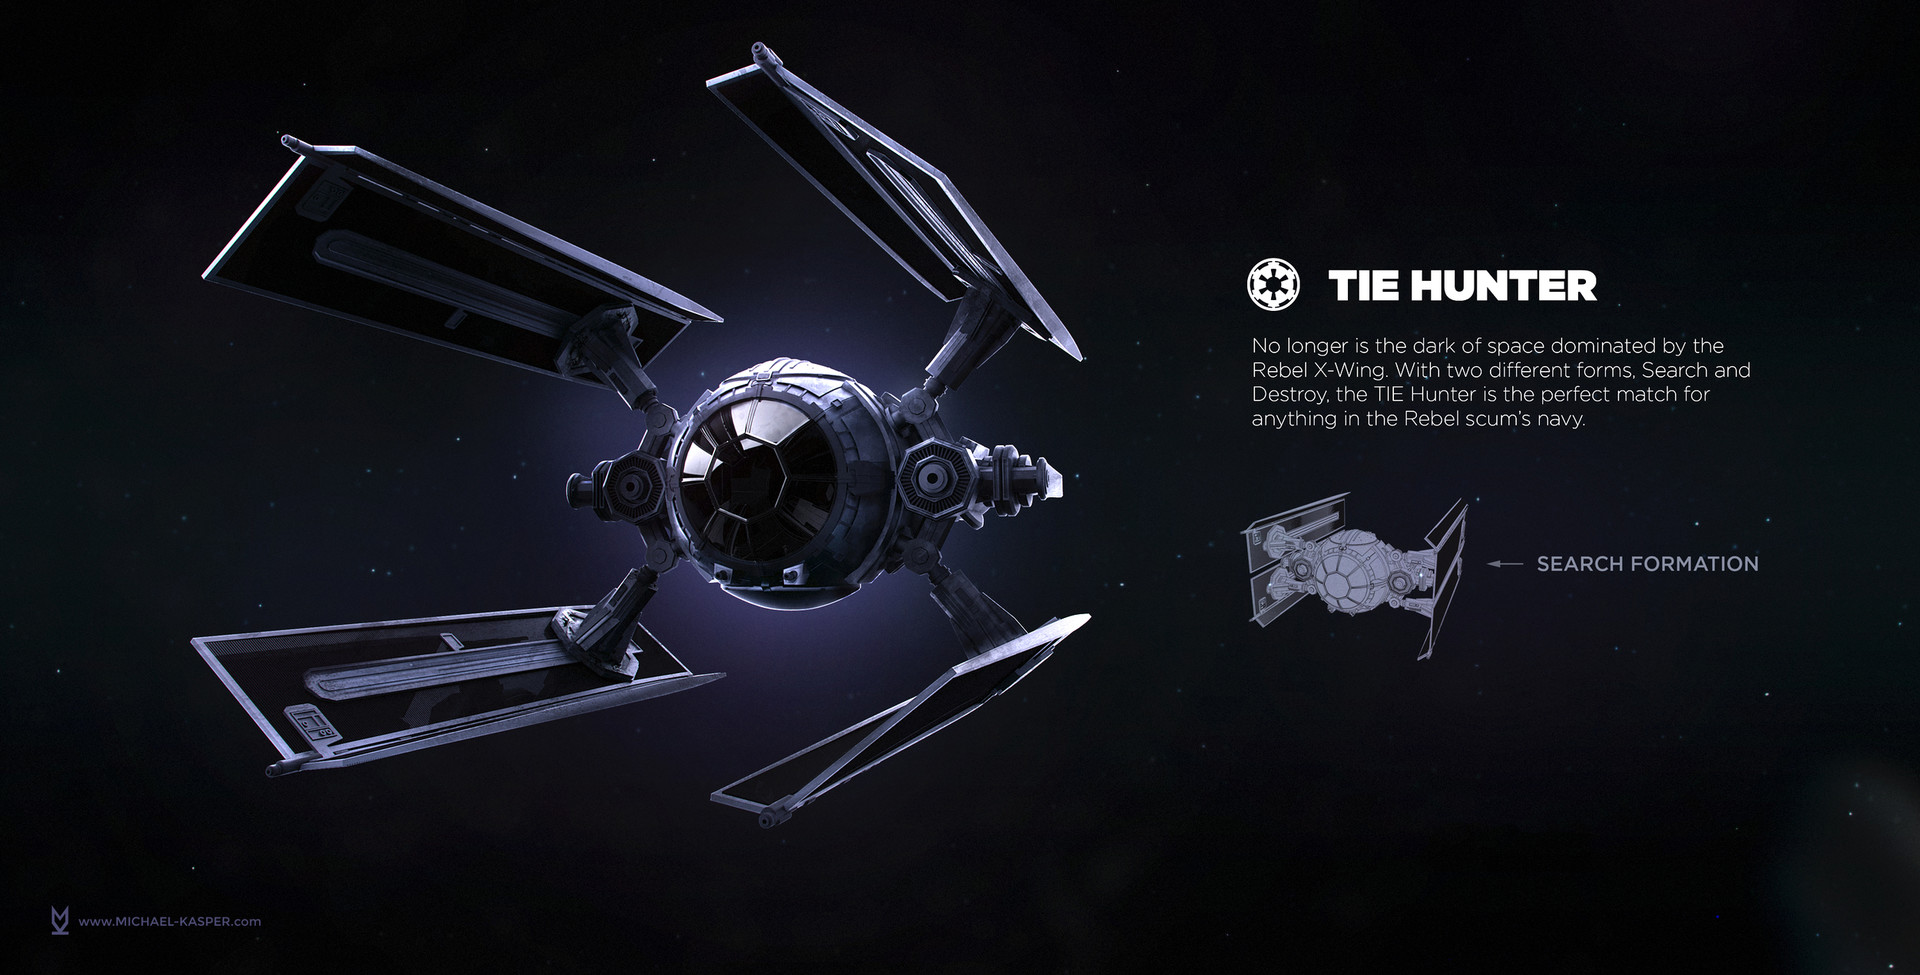 TIE HUNTER
No longer is the dark of space dominated by the
Rebel X-Wing. With two different forms, Search and
Destroy, the TIE Hunter is the perfect match for
anything in the Rebel scum's navy.
SEARCH FORMATION
www.MICHAEL-KASPER.com